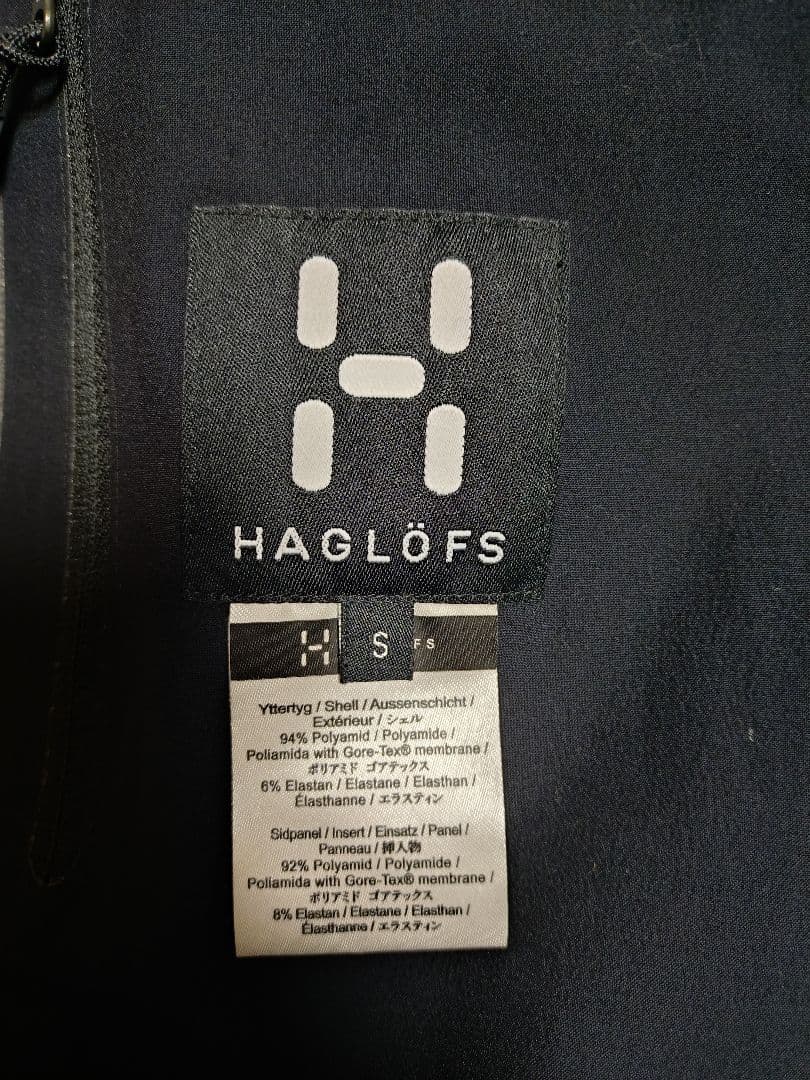 HAGLÖFS
S
FS
Yttertyg / Shell / Aussenschicht /
Extérieur / シェル
94% Polyamid / Polyamide /
Poliamida with Gore-Tex® membrane /
ポリアミド ゴアテックス
6% Elastan / Elastane / Elasthan /
Élasthanne / エラスティン
Sidpanel / Insert / Einsatz / Panel /
Panneau / 挿入物
92% Polyamid / Polyamide /
Poliamida with Gore-Tex® membrane /
ポリアミド ゴアテックス
8% Elastan / Elastane / Elasthan /
Élasthanne / エラスティン